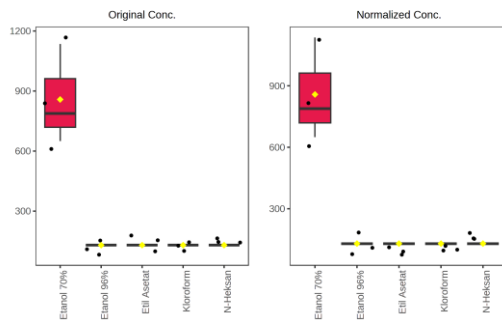 Original Conc.
1200
900
600
300
Etanol 70%
Etanol 96%
Etil Asetat
Kloroform
N-Heksan
Normalized Conc.
900
600
300
Etanol 70%
Etanol 96%
Etil Asetat
Kloroform
N-Heksan